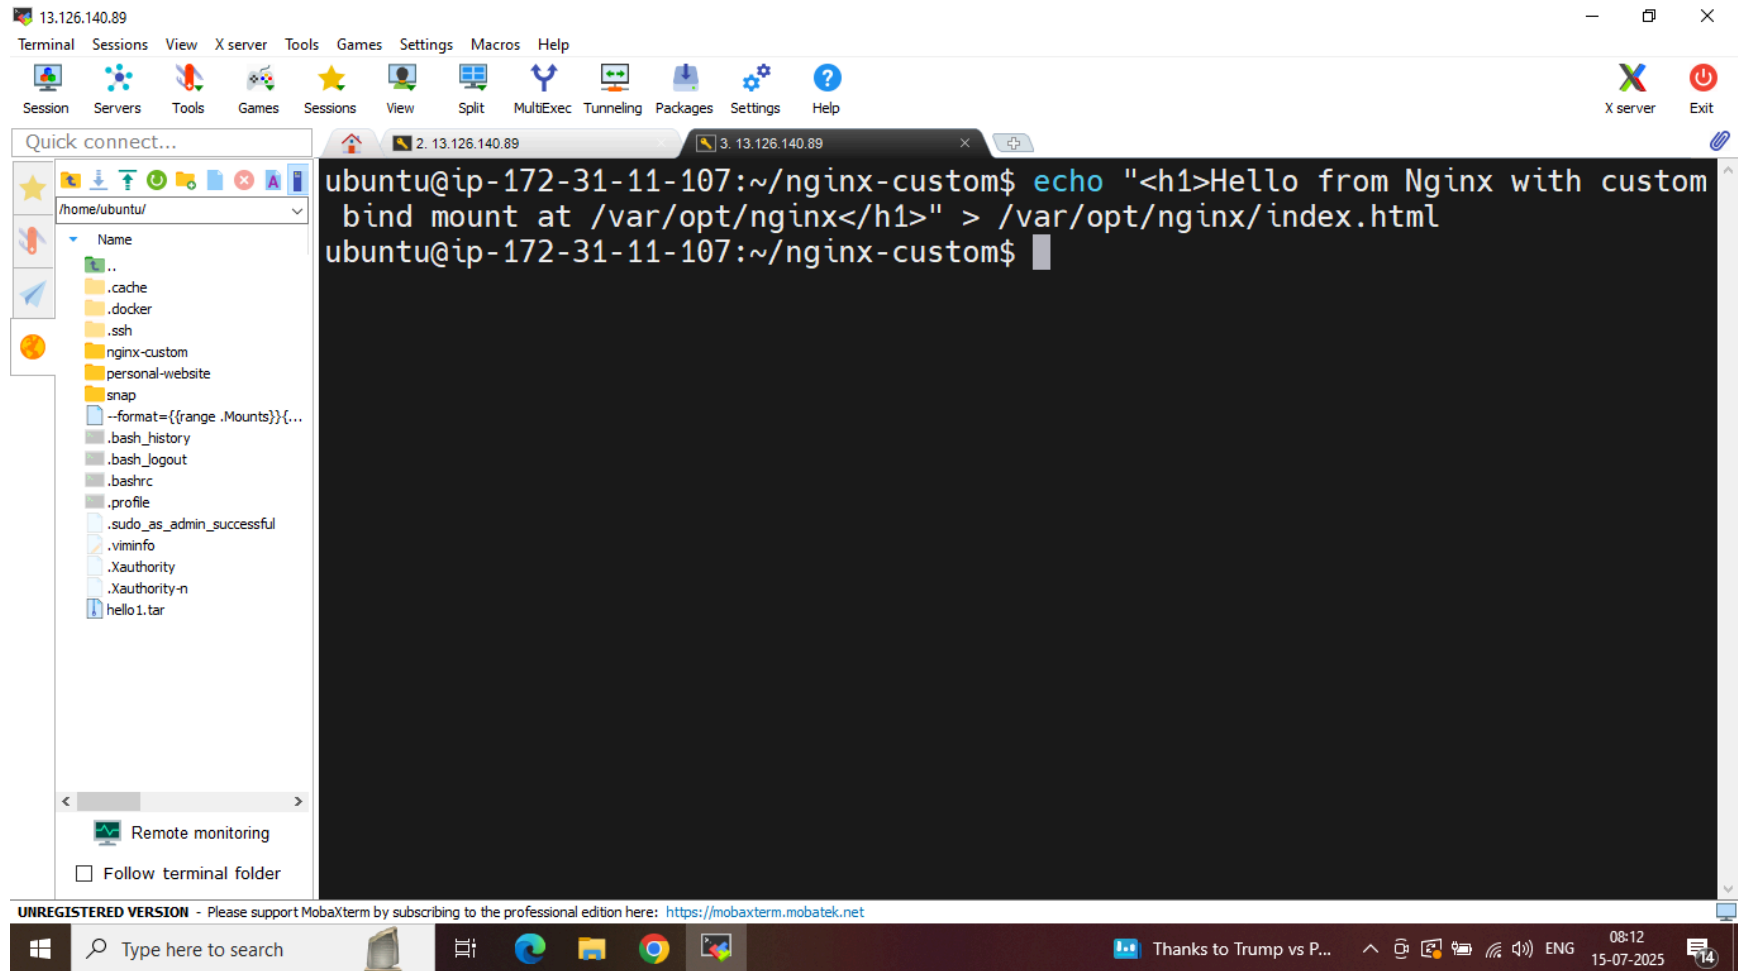 13.126.140.89
Terminal Sessions View X server Tools Games Settings Macros Help
Session Servers Tools Games Sessions View Split MultiExec Tunneling Packages Settings Help X server Exit
Quick connect...
2. 13.126.140.89
3. 13.126.140.89
/home/ubuntu/
Name
..
.cache
.docker
.ssh
nginx-custom
personal-website
snap
--format={{range .Mounts}}{...
.bash_history
.bash_logout
.bashrc
.profile
.sudo_as_admin_successful
.viminfo
.Xauthority
.Xauthority-n
hello1.tar
Remote monitoring
Follow terminal folder
ubuntu@ip-172-31-11-107:~/nginx-custom$ echo "<h1>Hello from Nginx with custom
bind mount at /var/opt/nginx</h1>" > /var/opt/nginx/index.html
ubuntu@ip-172-31-11-107:~/nginx-custom$
UNREGISTERED VERSION - Please support MobaXterm by subscribing to the professional edition here: https://mobaxterm.mobatek.net
Type here to search
Thanks to Trump vs P...
ENG
08:12
15-07-2025
14